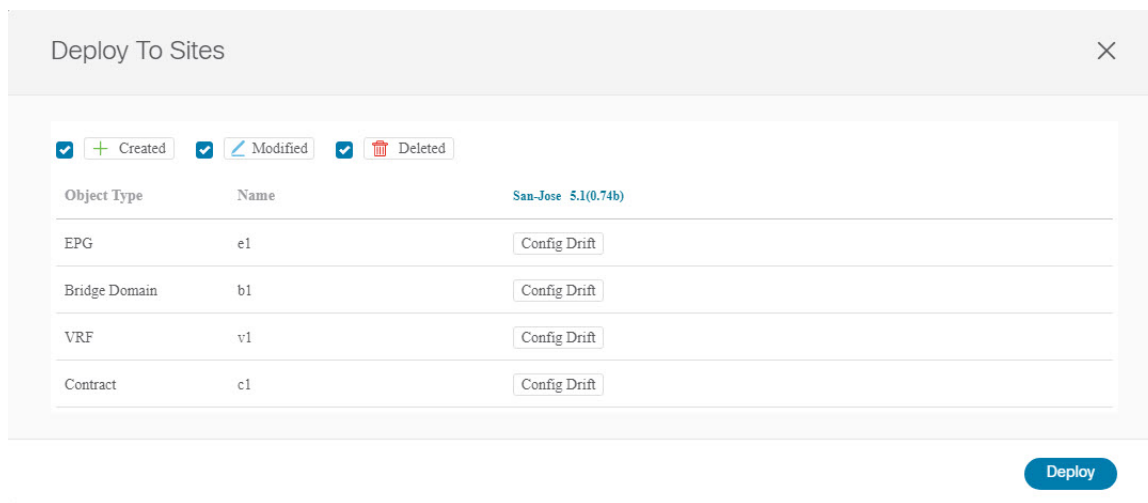 Deploy To Sites
Created Modified Deleted
Object Type Name San-Jose 5.1(0.74b)
EPG e1 Config Drift
Bridge Domain b1 Config Drift
VRF v1 Config Drift
Contract c1 Config Drift
Deploy